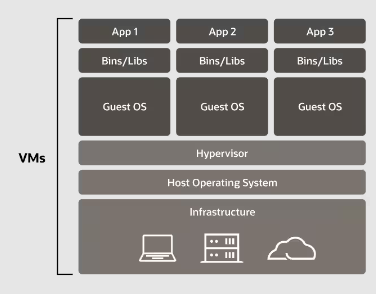 App 1
App 2
App 3
Bins/Libs
Bins/Libs
Bins/Libs
Guest OS
Guest OS
Guest OS
VMs
Hypervisor
Host Operating System
Infrastructure